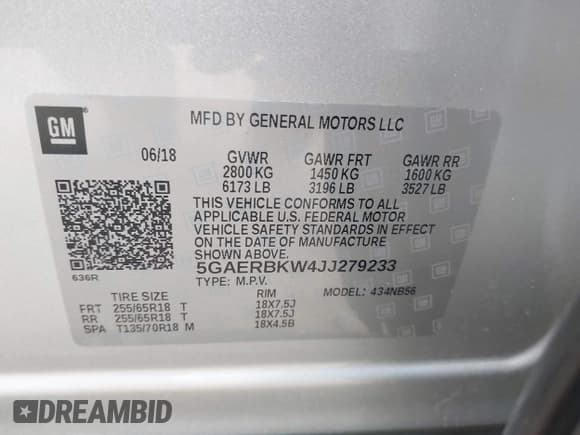 GM
MFD BY GENERAL MOTORS LLC
06/18 GVWR GAWR FRT GAWR RR
2800 KG 1450 KG 1600 KG
6173 LB 3196 LB 3527 LB
THIS VEHICLE CONFORMS TO ALL
APPLICABLE U.S. FEDERAL MOTOR
VEHICLE SAFETY STANDARDS IN EFFECT
ON THE DATE OF MANUFACTURE
SHOWN ABOVE.
5GAERBKW4JJ279233
636R
TYPE: M.P.V. MODEL: 434NB56
TIRE SIZE RIM
FRT 255/65R18 T 18X7.5J
RR 255/65R18 T 18X7.5J
SPA T135/70R18 M 18X4.5B
DREAMBID